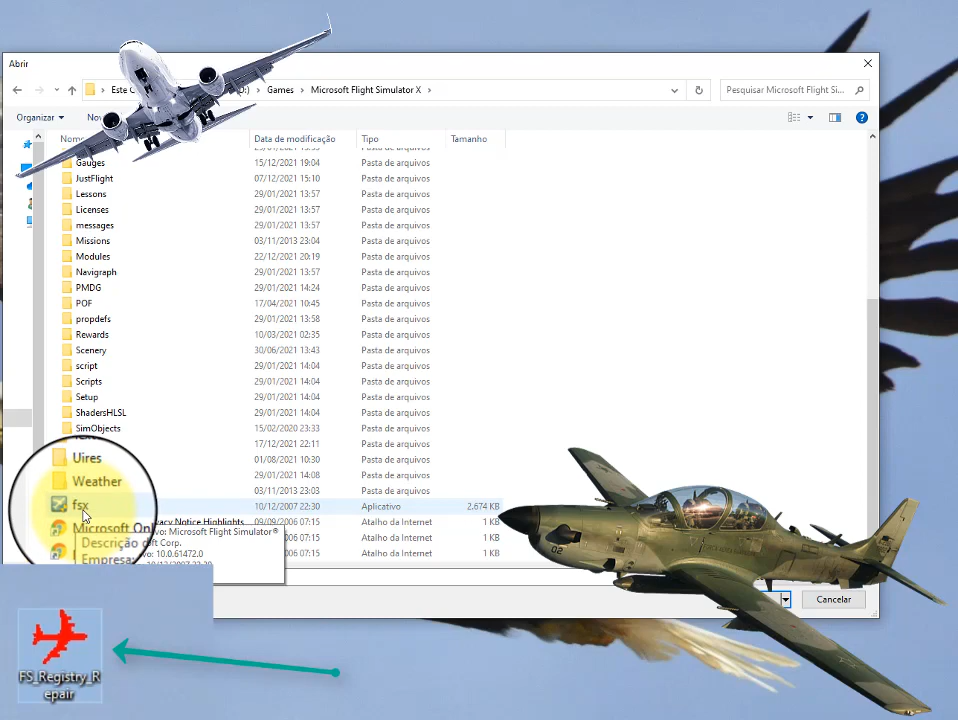 Abrir
Este C
:) > Games > Microsoft Flight Simulator X >
Pesquisar Microsoft Flight Si...
Organizar
Nome Data de modificação Tipo Tamanho
Gauges 15/12/2021 19:04 Pasta de arquivos
JustFlight 07/12/2021 15:10 Pasta de arquivos
Lessons 29/01/2021 13:57 Pasta de arquivos
Licenses 29/01/2021 13:57 Pasta de arquivos
messages 29/01/2021 13:57 Pasta de arquivos
Missions 03/11/2013 23:04 Pasta de arquivos
Modules 22/12/2021 20:19 Pasta de arquivos
Navigraph 29/01/2021 13:57 Pasta de arquivos
PMDG 29/01/2021 14:24 Pasta de arquivos
POF 17/04/2021 10:45 Pasta de arquivos
propdefs 29/01/2021 13:58 Pasta de arquivos
Rewards 10/03/2021 02:35 Pasta de arquivos
Scenery 30/06/2021 13:43 Pasta de arquivos
script 29/01/2021 14:04 Pasta de arquivos
Scripts 29/01/2021 14:04 Pasta de arquivos
Setup 29/01/2021 14:04 Pasta de arquivos
ShadersHLSL 29/01/2021 14:04 Pasta de arquivos
SimObjects 15/02/2020 23:33 Pasta de arquivos
17/12/2021 22:11 Pasta de arquivos
Uires 01/08/2021 10:30 Pasta de arquivos
29/01/2021 14:08 Pasta de arquivos
Weather 03/11/2013 23:03 Pasta de arquivos
fsx 10/12/2007 22:30 Aplicativo 2.674 KB
Microsoft Onl
Privacy Notice Highlights 09/09/2006 07:15 Atalho da Internet 1 KB
Descrição
vo: Microsoft Flight Simulator®
09/09/2006 07:15 Atalho da Internet 1 KB
Empresa:
oft Corp.
vo: 10.0.61472.0
09/09/2006 07:15 Atalho da Internet 1 KB
Cancelar
02
FS_Registry_R
epair